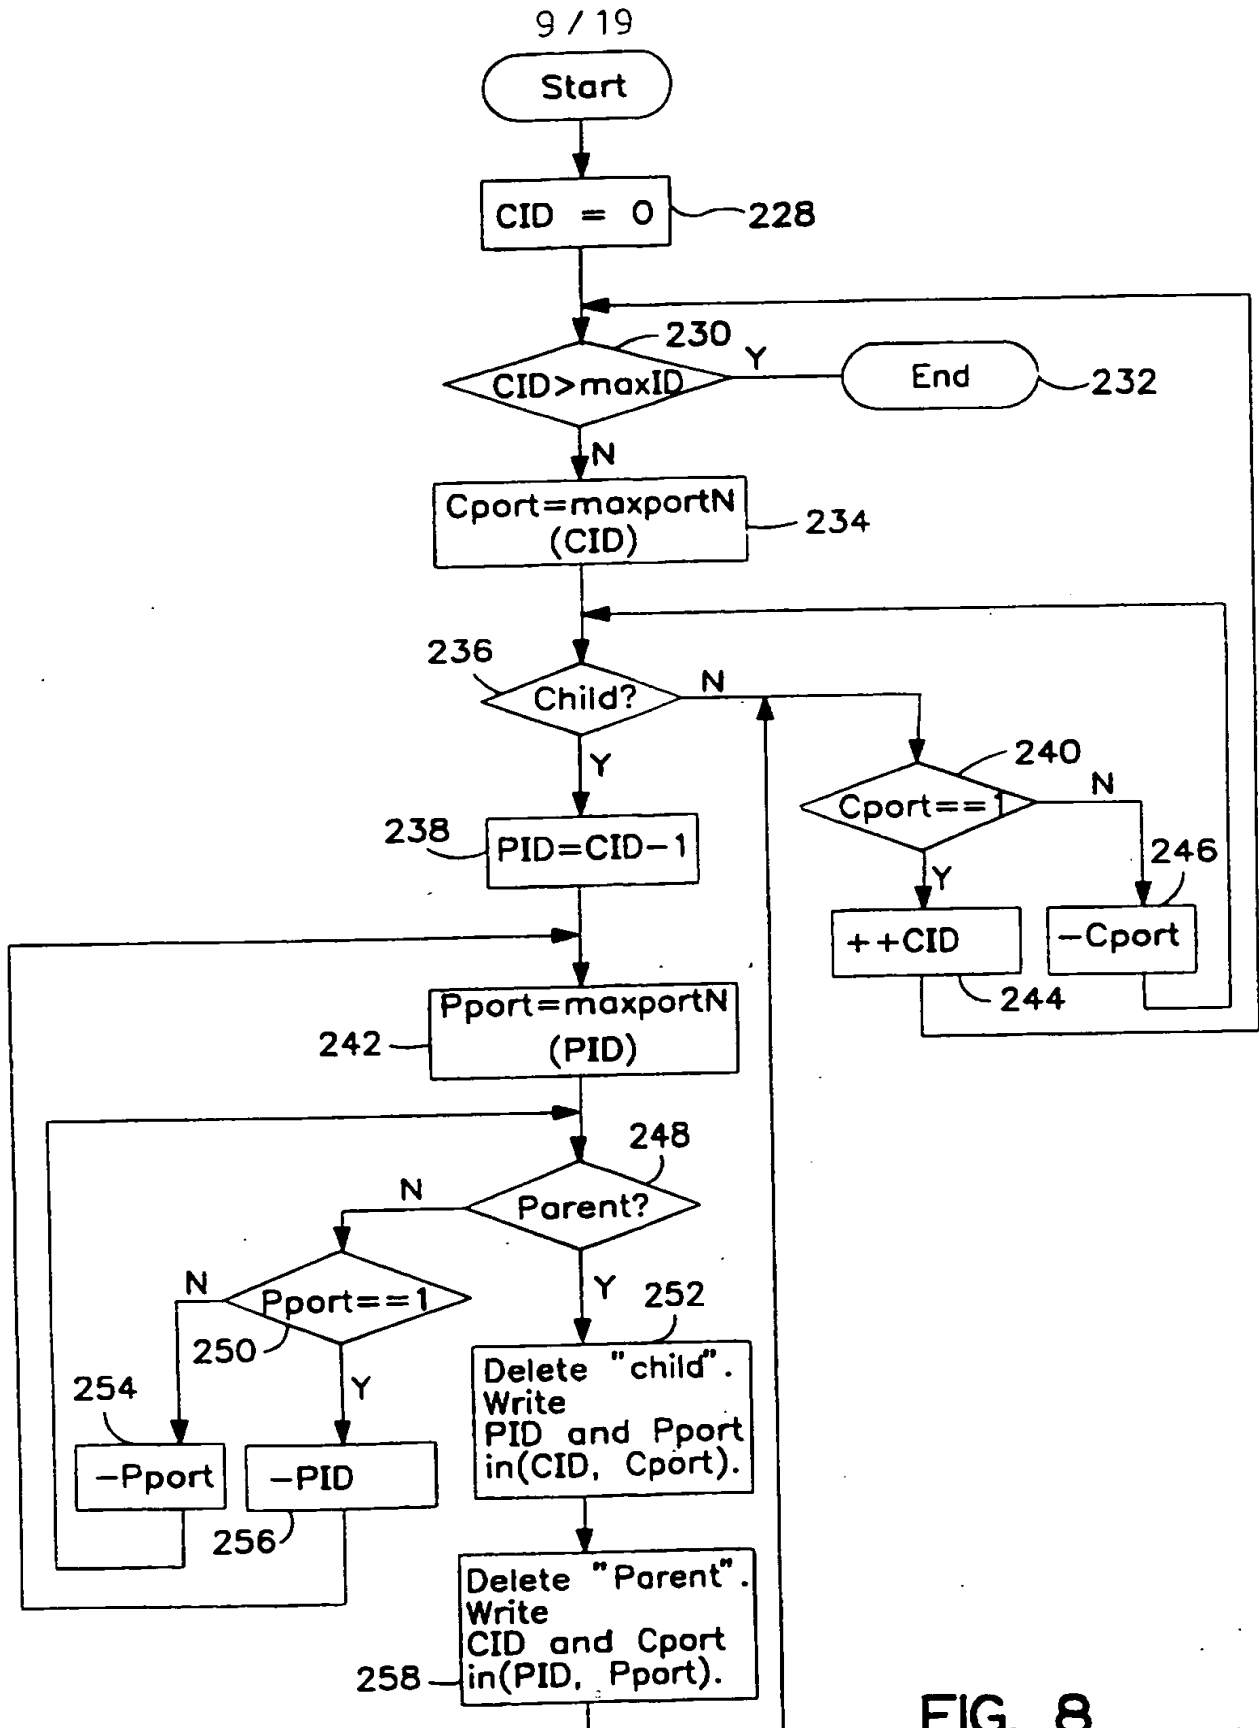 9 / 19
Start
CID = 0
228
230
CID>maxID
Y
End
232
N
Cport=maxportN
(CID)
234
236
Child?
N
Y
240
Cport==1
N
238
PID=CID-1
246
Y
++CID
-Cport
244
Pport=maxportN
(PID)
242
248
Parent?
N
Y
Pport==1
N
250
Y
252
Delete "child".
Write
PID and Pport
in(CID, Cport).
254
-Pport
-PID
256
Delete "Parent".
Write
CID and Cport
in(PID, Pport).
258
FIG. 8